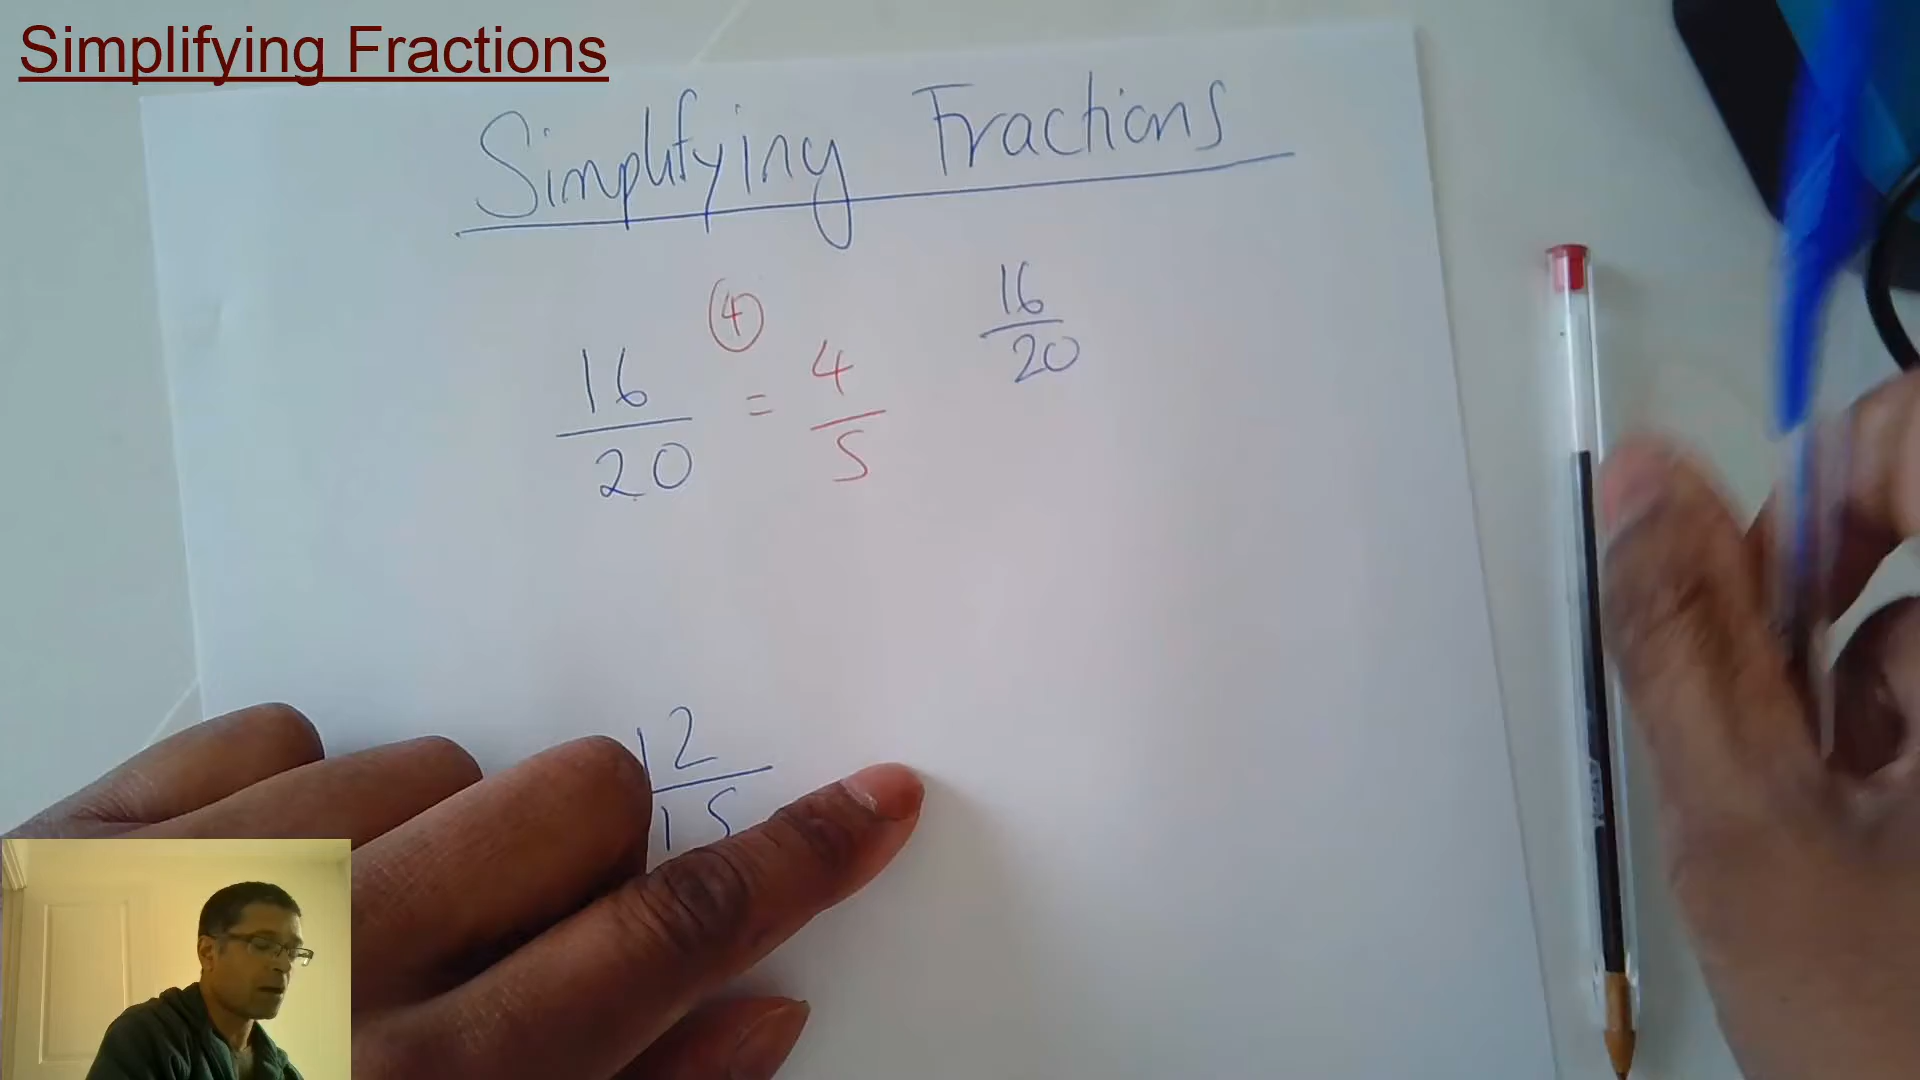 Simplifying Fractions
Simplifying Fractions
④
16/20 = 4/5
16/20
12/15